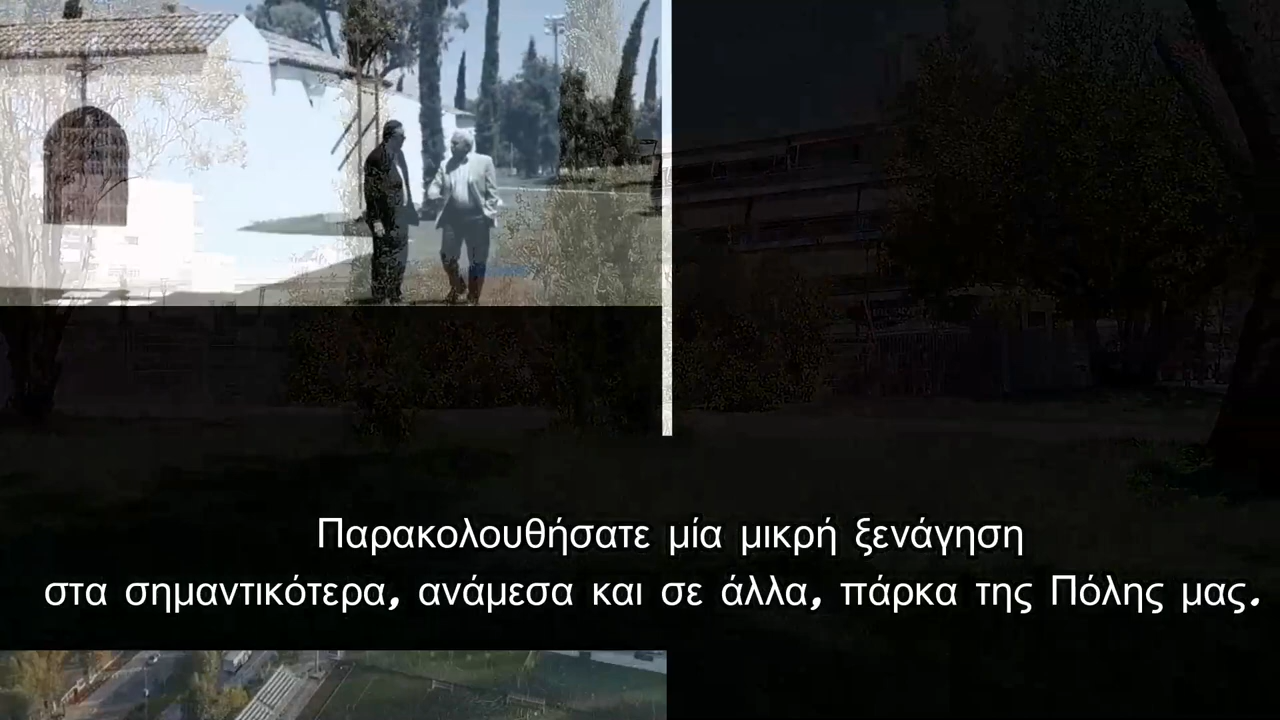 Παρακολουθήσατε μία μικρή ξενάγηση
στα σημαντικότερα, ανάμεσα και σε άλλα, πάρκα της Πόλης μας.